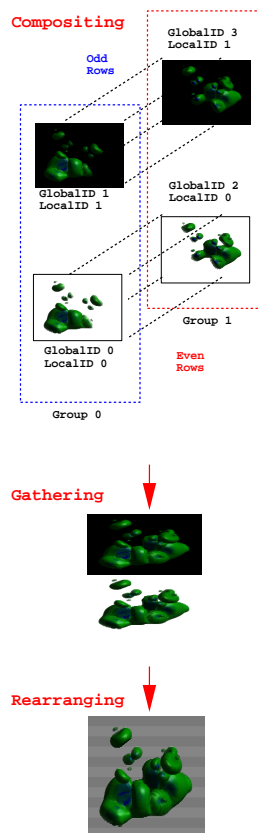 Compositing
GlobalID 3
LocalID 1
Odd
Rows
GlobalID 1
LocalID 1
GlobalID 2
LocalID 0
GlobalID 0
LocalID 0
Group 1
Even
Rows
Group 0
Gathering
Rearranging